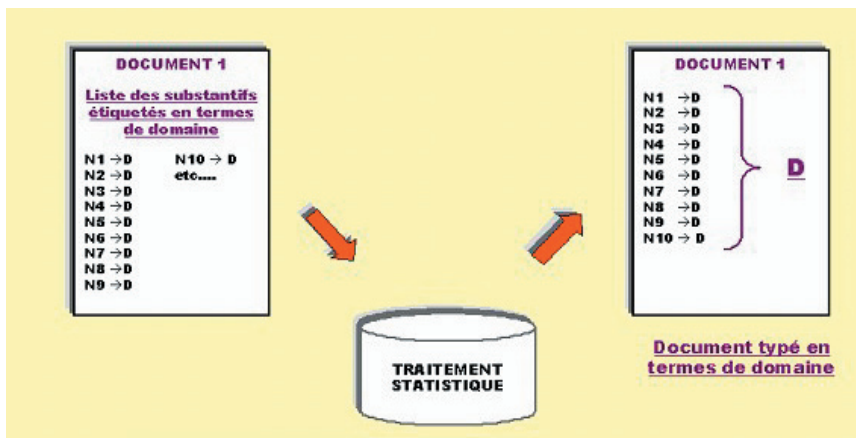 DOCUMENT 1
Liste des substantifs
étiquetés en termes
de domaine
N1 →D
N2 →D
N3 →D
N4 →D
N5 →D
N6 →D
N7 →D
N8 →D
N9 →D
N10 → D
etc....
TRAITEMENT
STATISTIQUE
DOCUMENT 1
N1 →D
N2 →D
N3 →D
N4 →D
N5 →D
N6 →D
N7 →D
N8 →D
N9 →D
N10 → D
D
Document typé en
termes de domaine